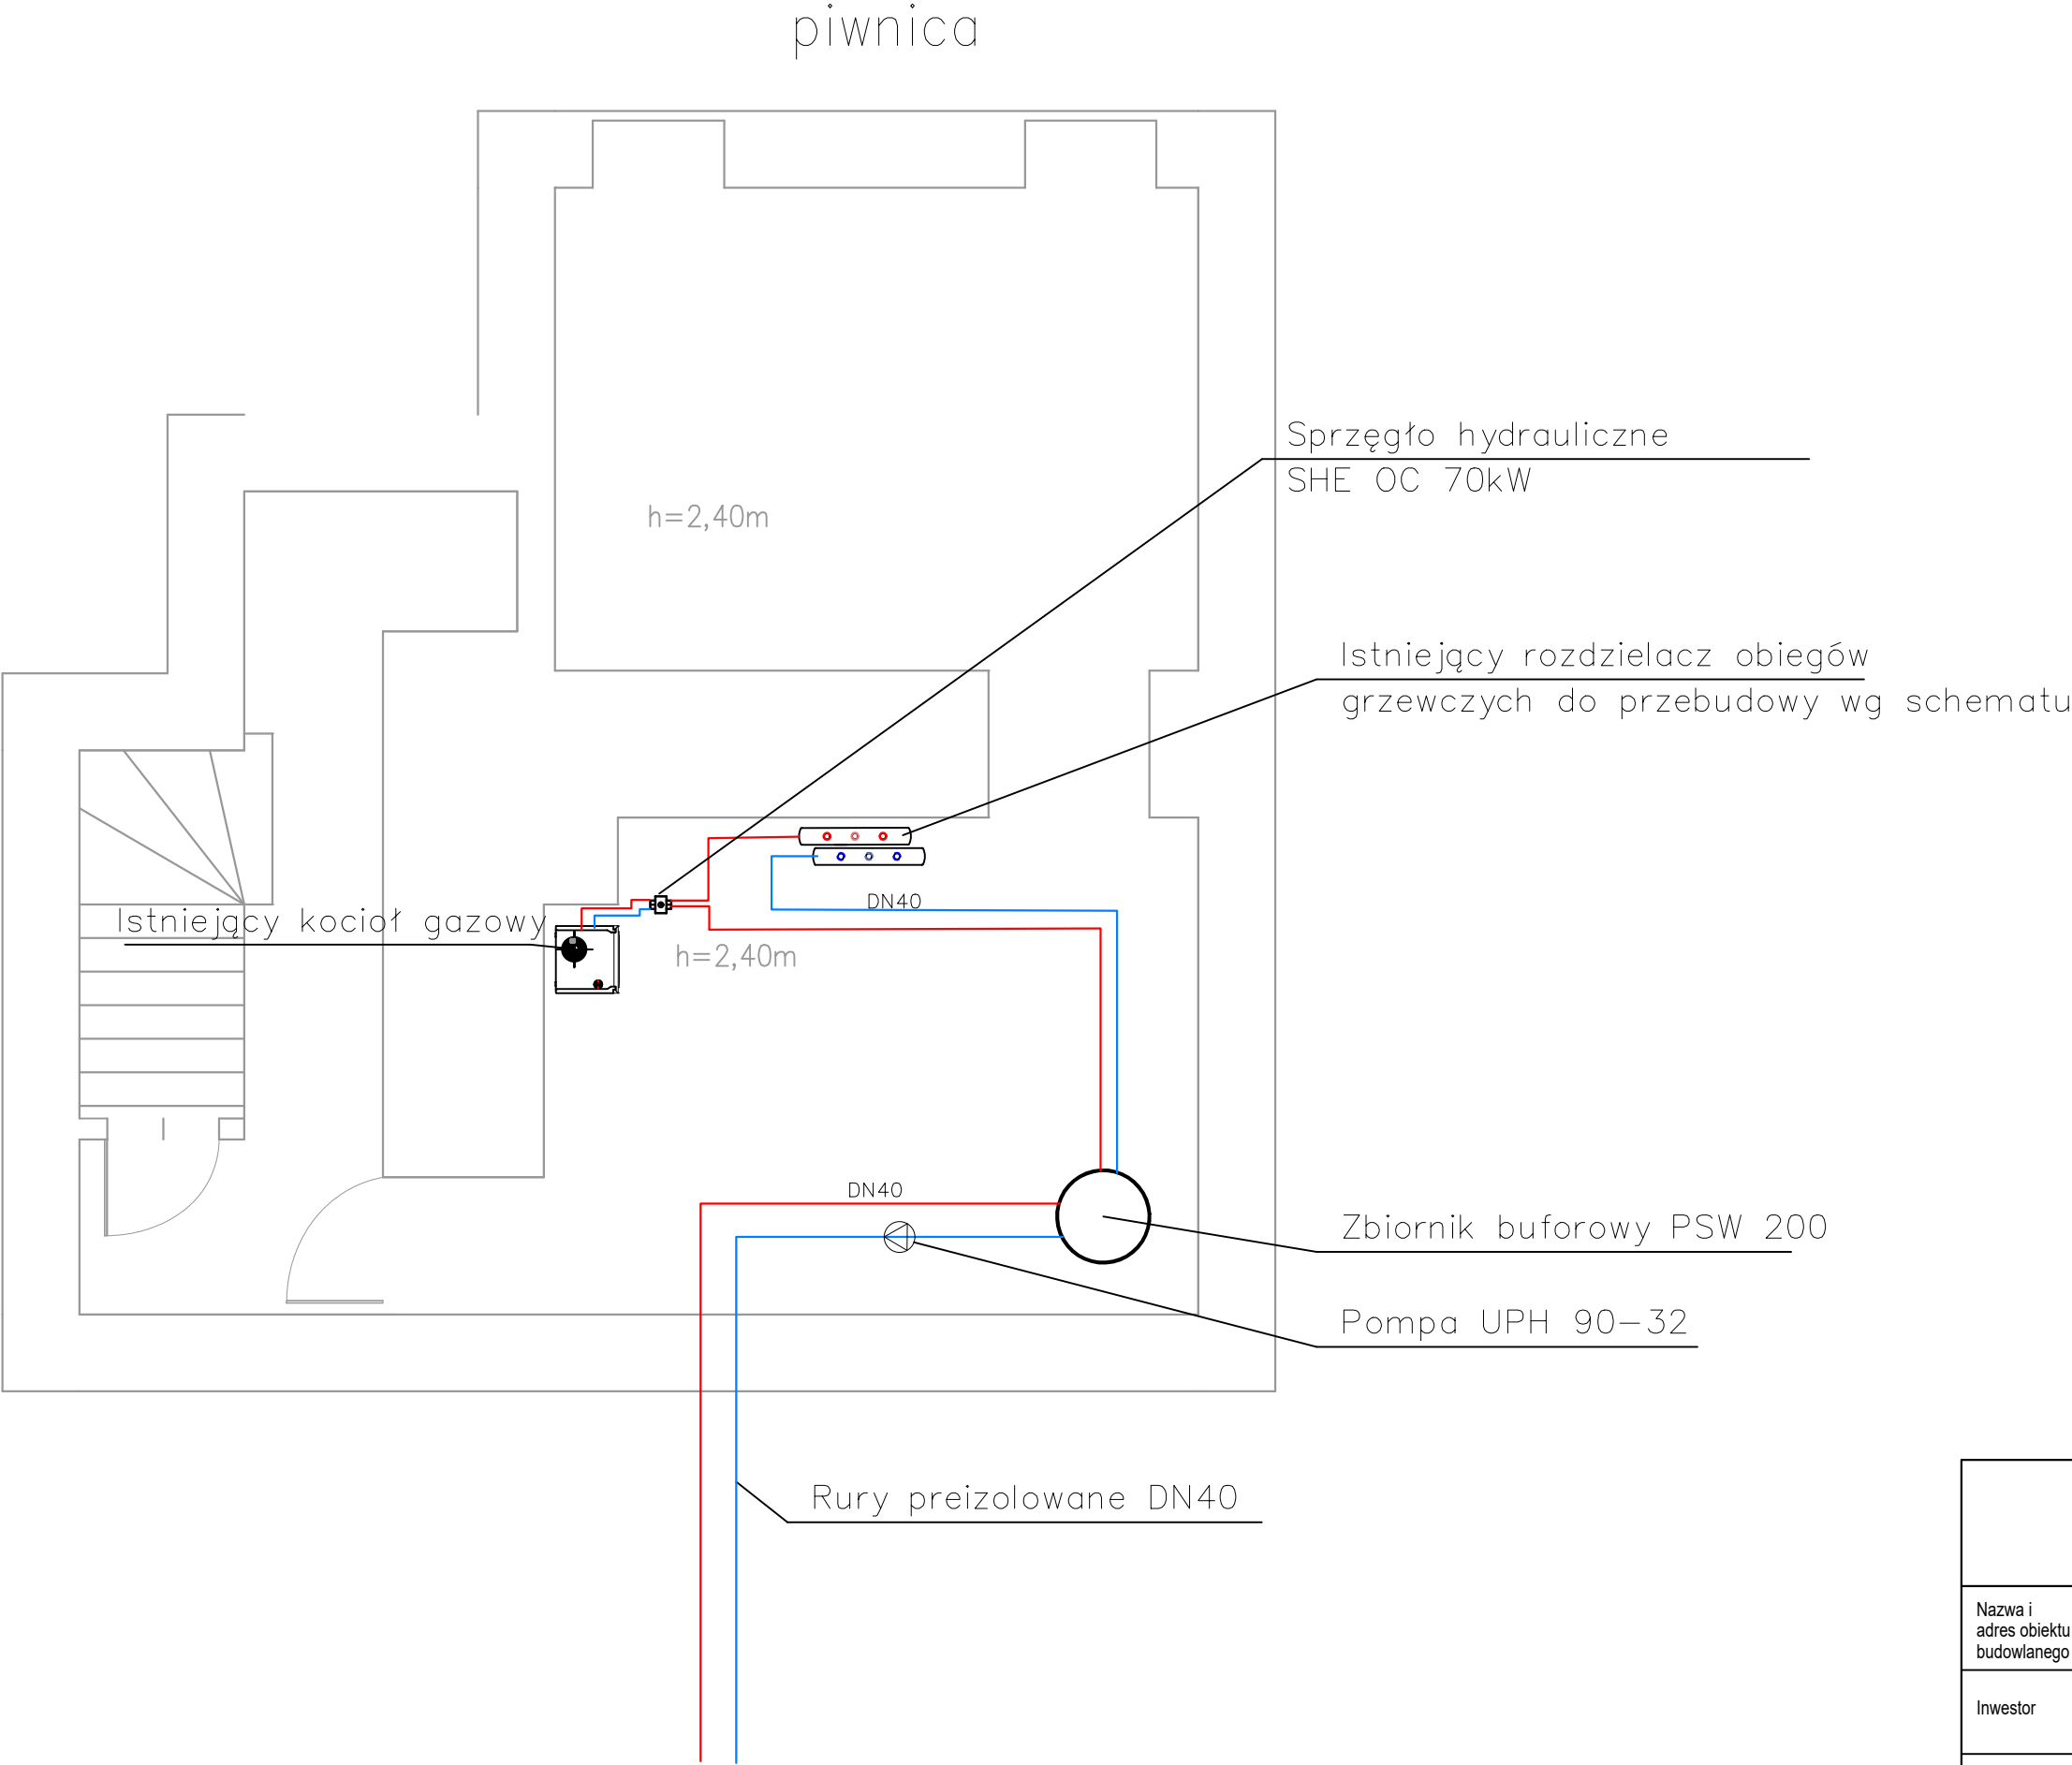 piwnica
Sprzęgło hydrauliczne
SHE OC 70kW
h=2,40m
Istniejący rozdzielacz obiegów
grzewczych do przebudowy wg schematu
DN40
Istniejący kocioł gazowy
h=2,40m
DN40
Zbiornik buforowy PSW 200
Pompa UPH 90-32
Rury preizolowane DN40
Nazwa i
adres obiektu
budowlanego
Inwestor